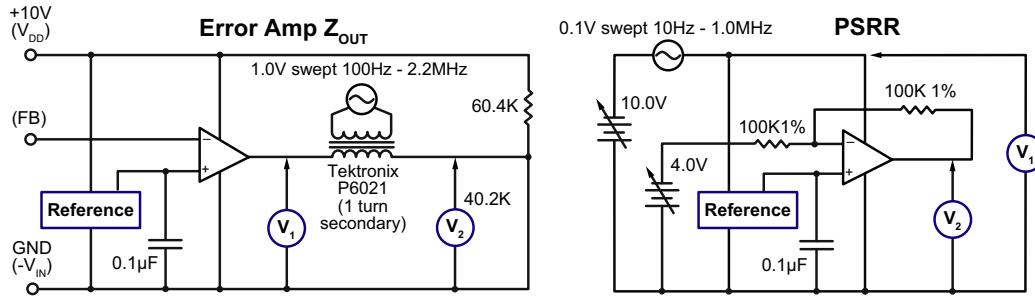 Error Amp ZOUT
+10V
(VDD)
1.0V swept 100Hz - 2.2MHz
60.4K
(FB)
−
+
Tektronix
P6021
(1 turn
secondary)
40.2K
Reference
V1
V2
GND
(-VIN)
0.1µF
PSRR
0.1V swept 10Hz - 1.0MHz
100K 1%
10.0V
100K1%
4.0V
−
+
V1
Reference
V2
0.1µF